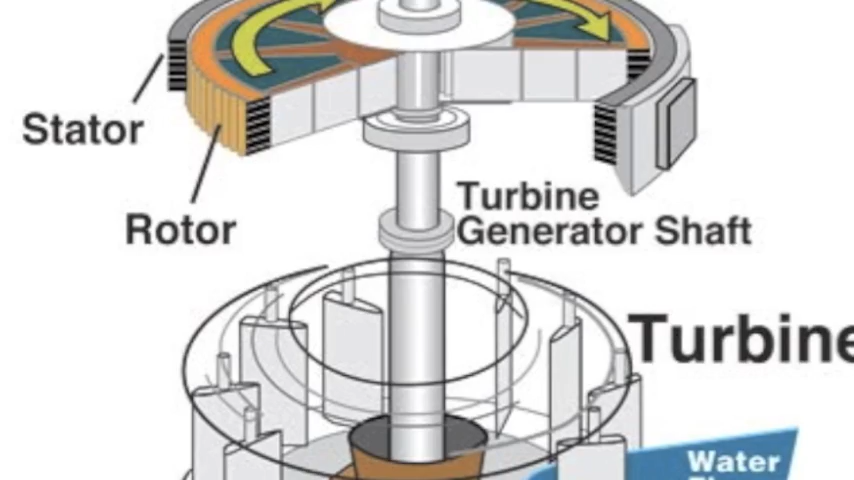 Stator
Rotor
Turbine
Generator Shaft
Turbine
Water